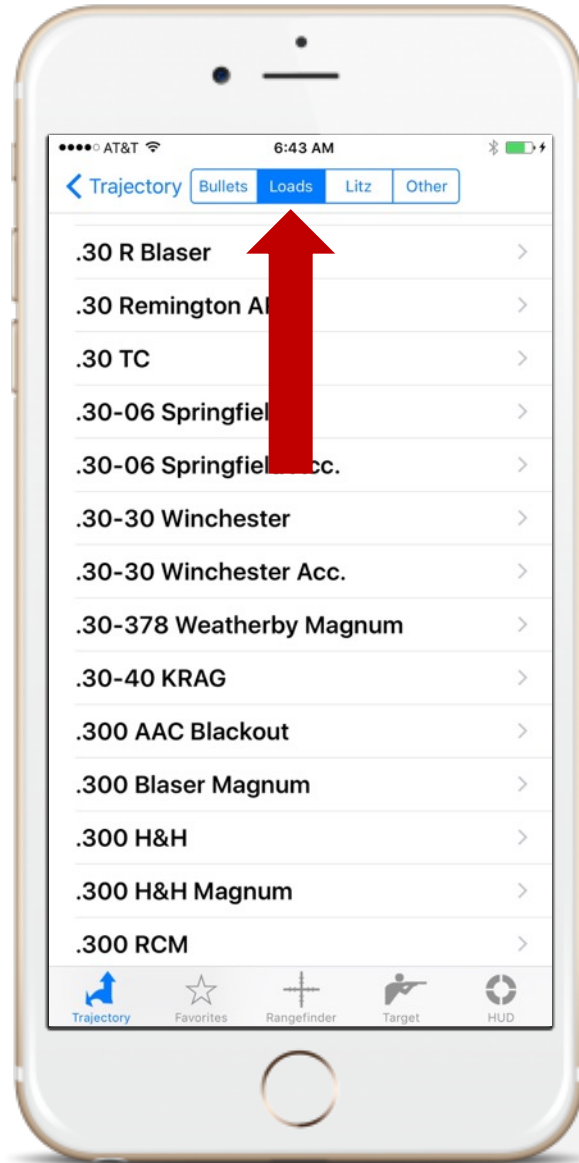 AT&T 6:43 AM
Trajectory Bullets Loads Litz Other
.30 R Blaser
.30 Remington A
.30 TC
.30-06 Springfiel
.30-06 Springfield Acc.
.30-30 Winchester
.30-30 Winchester Acc.
.30-378 Weatherby Magnum
.30-40 KRAG
.300 AAC Blackout
.300 Blaser Magnum
.300 H&H
.300 H&H Magnum
.300 RCM
Trajectory Favorites Rangefinder Target HUD